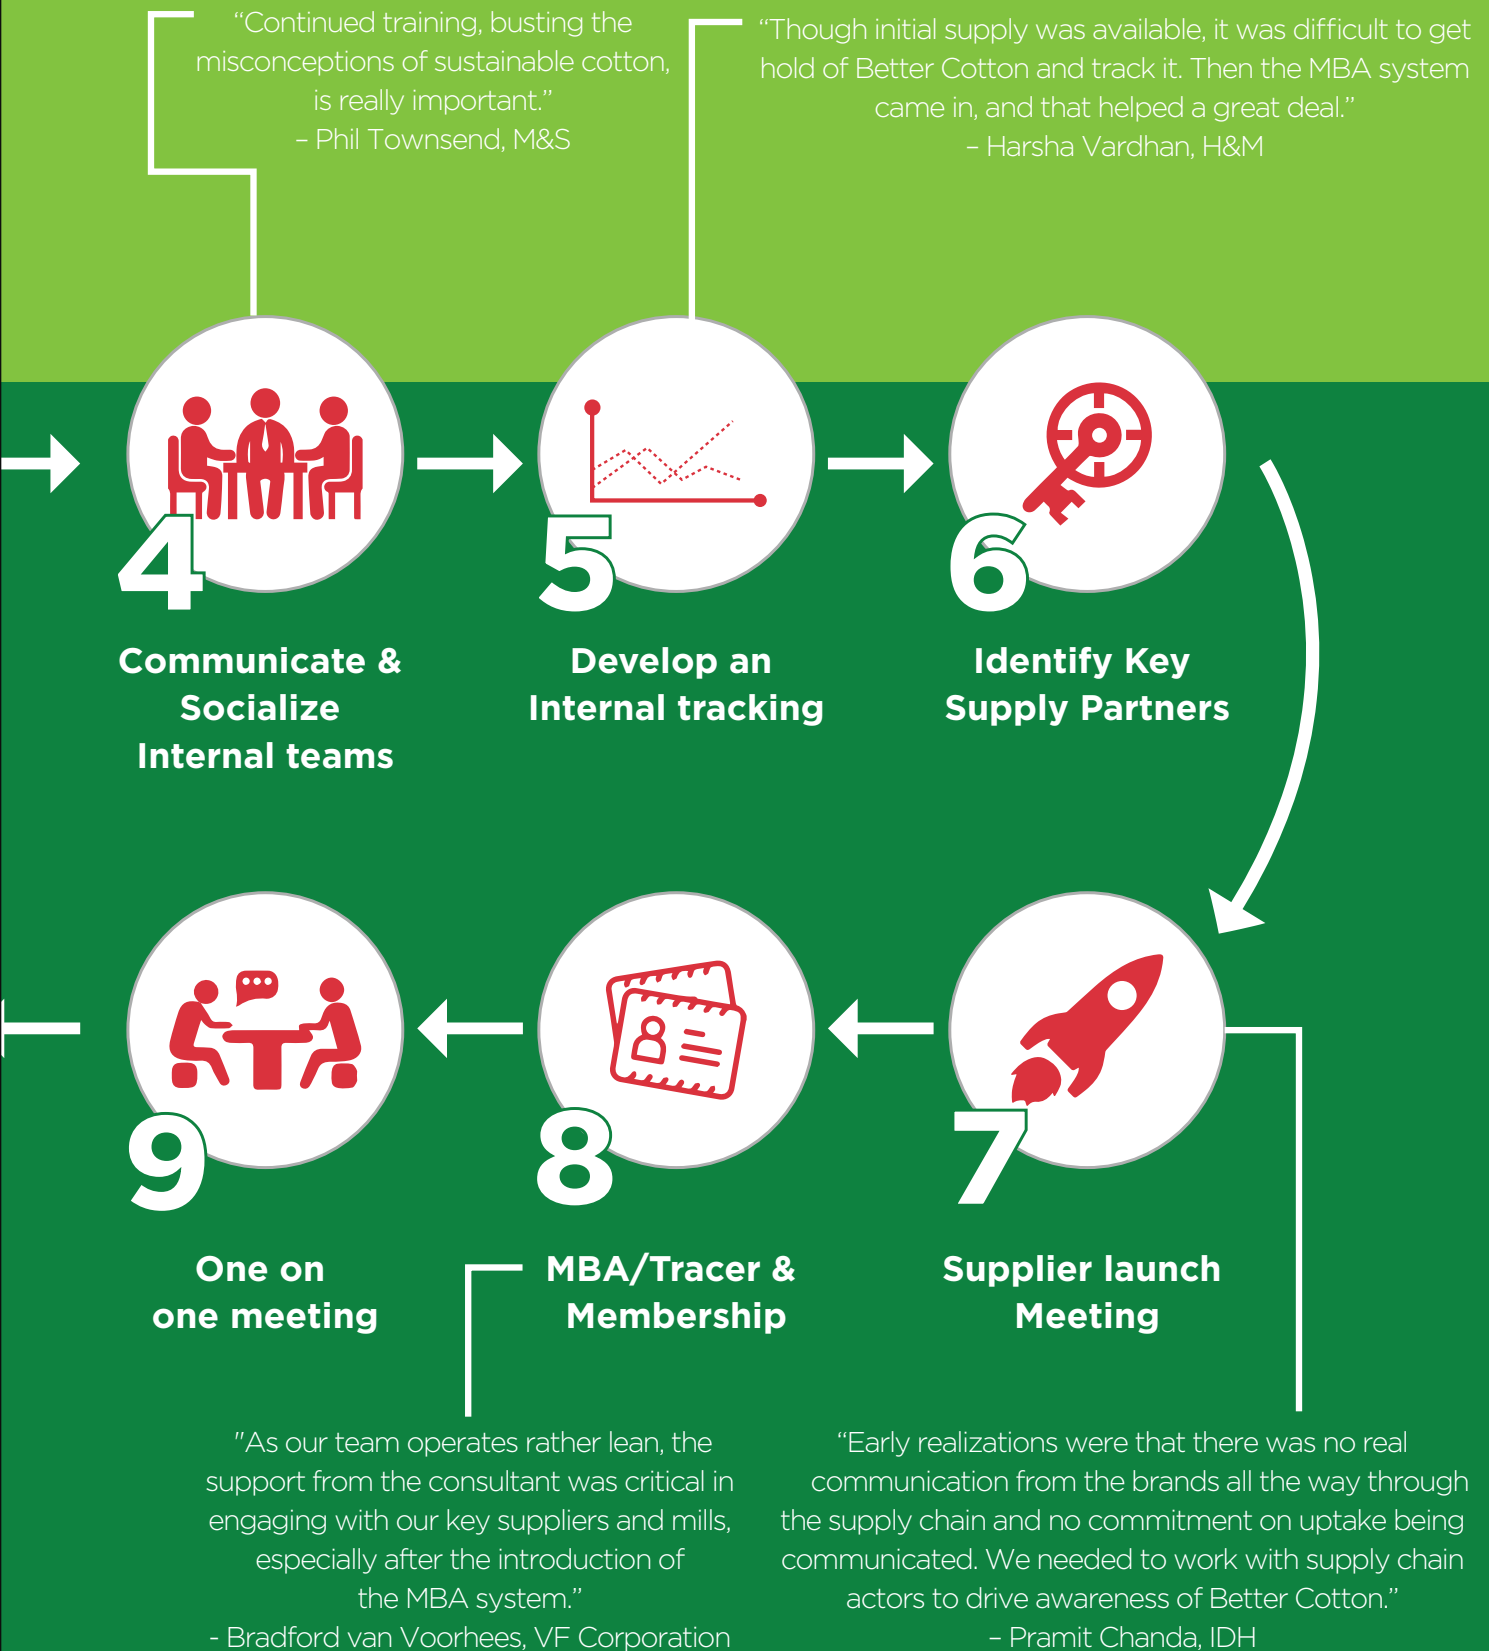 “Continued training, busting the
misconceptions of sustainable cotton,
is really important.”
– Phil Townsend, M&S
“Though initial supply was available, it was difficult to get
hold of Better Cotton and track it. Then the MBA system
came in, and that helped a great deal.”
– Harsha Vardhan, H&M
4
Communicate &
Socialize
Internal teams
5
Develop an
Internal tracking
6
Identify Key
Supply Partners
7
Supplier launch
Meeting
8
MBA/Tracer &
Membership
9
One on
one meeting
"As our team operates rather lean, the
support from the consultant was critical in
engaging with our key suppliers and mills,
especially after the introduction of
the MBA system.”
- Bradford van Voorhees, VF Corporation
“Early realizations were that there was no real
communication from the brands all the way through
the supply chain and no commitment on uptake being
communicated. We needed to work with supply chain
actors to drive awareness of Better Cotton.”
– Pramit Chanda, IDH